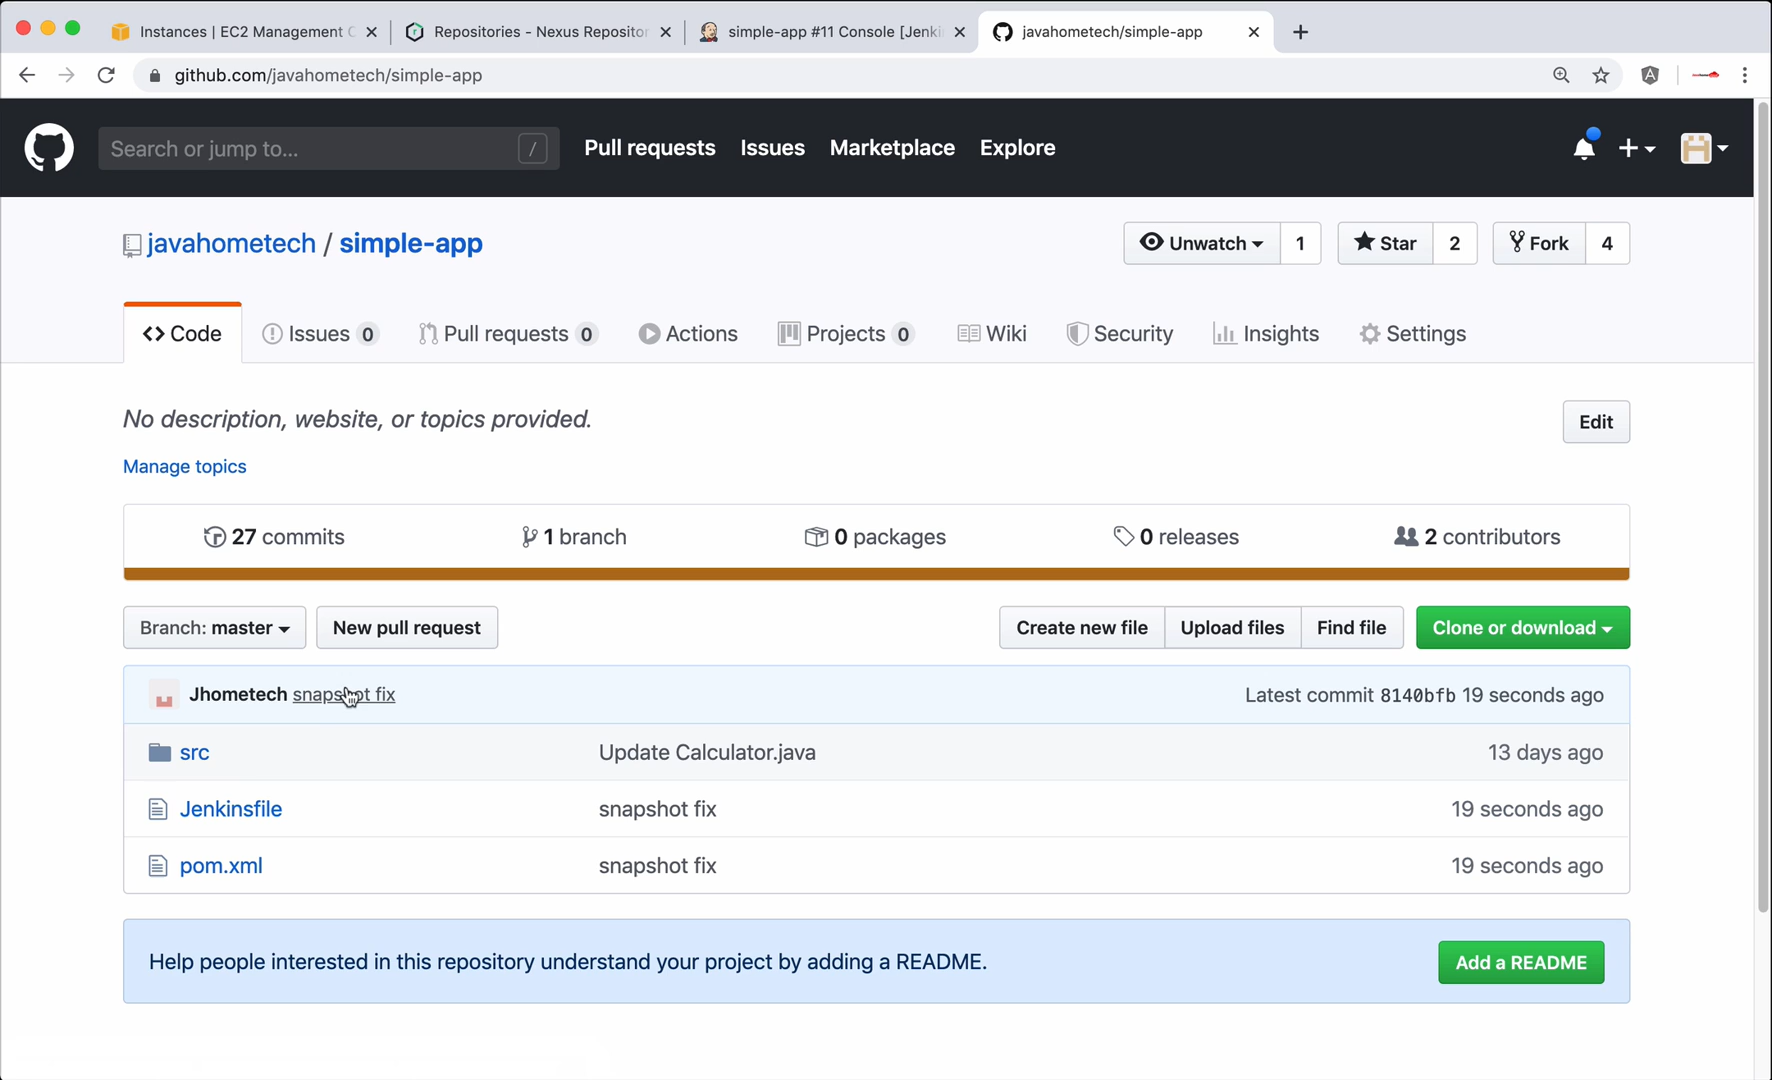 Instances | EC2 Management C
Repositories - Nexus Repositor
simple-app #11 Console [Jenki
javahometech/simple-app
github.com/javahometech/simple-app
Search or jump to...
/
Pull requests
Issues
Marketplace
Explore
javahometech / simple-app
Unwatch
1
Star
2
Fork
4
Code
Issues 0
Pull requests 0
Actions
Projects 0
Wiki
Security
Insights
Settings
No description, website, or topics provided.
Edit
Manage topics
27 commits
1 branch
0 packages
0 releases
2 contributors
Branch: master
New pull request
Create new file
Upload files
Find file
Clone or download
Jhometech snapshot fix
Latest commit 8140bfb 19 seconds ago
src
Update Calculator.java
13 days ago
Jenkinsfile
snapshot fix
19 seconds ago
pom.xml
snapshot fix
19 seconds ago
Help people interested in this repository understand your project by adding a README.
Add a README